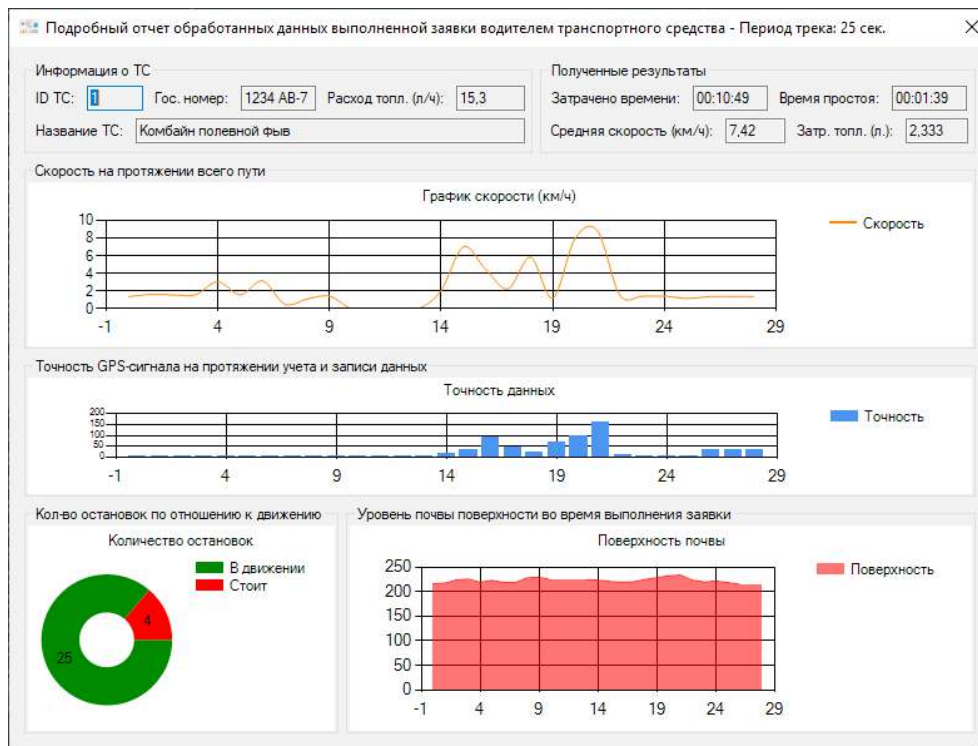 Подробный отчет обработанных данных выполненной заявки водителем транспортного средства - Период трека: 25 сек.
Информация о ТС
ID ТС: 1 Гос. номер: 1234 АВ-7 Расход топл. (л/ч): 15,3
Название ТС: Комбайн полевной фыв
Полученные результаты
Затрачено времени: 00:10:49 Время простоя: 00:01:39
Средняя скорость (км/ч): 7,42 Затр. топл. (л.): 2,333
Скорость на протяжении всего пути
График скорости (км/ч)
10
8
6
4
2
0
-1 4 9 14 19 24 29
Скорость
Точность GPS-сигнала на протяжении учета и записи данных
Точность данных
200
150
100
50
0
-1 4 9 14 19 24 29
Точность
Кол-во остановок по отношению к движению
Количество остановок
В движении
Стоит
4
25
Уровень почвы поверхности во время выполнения заявки
Поверхность почвы
250
200
150
100
50
0
-1 4 9 14 19 24 29
Поверхность